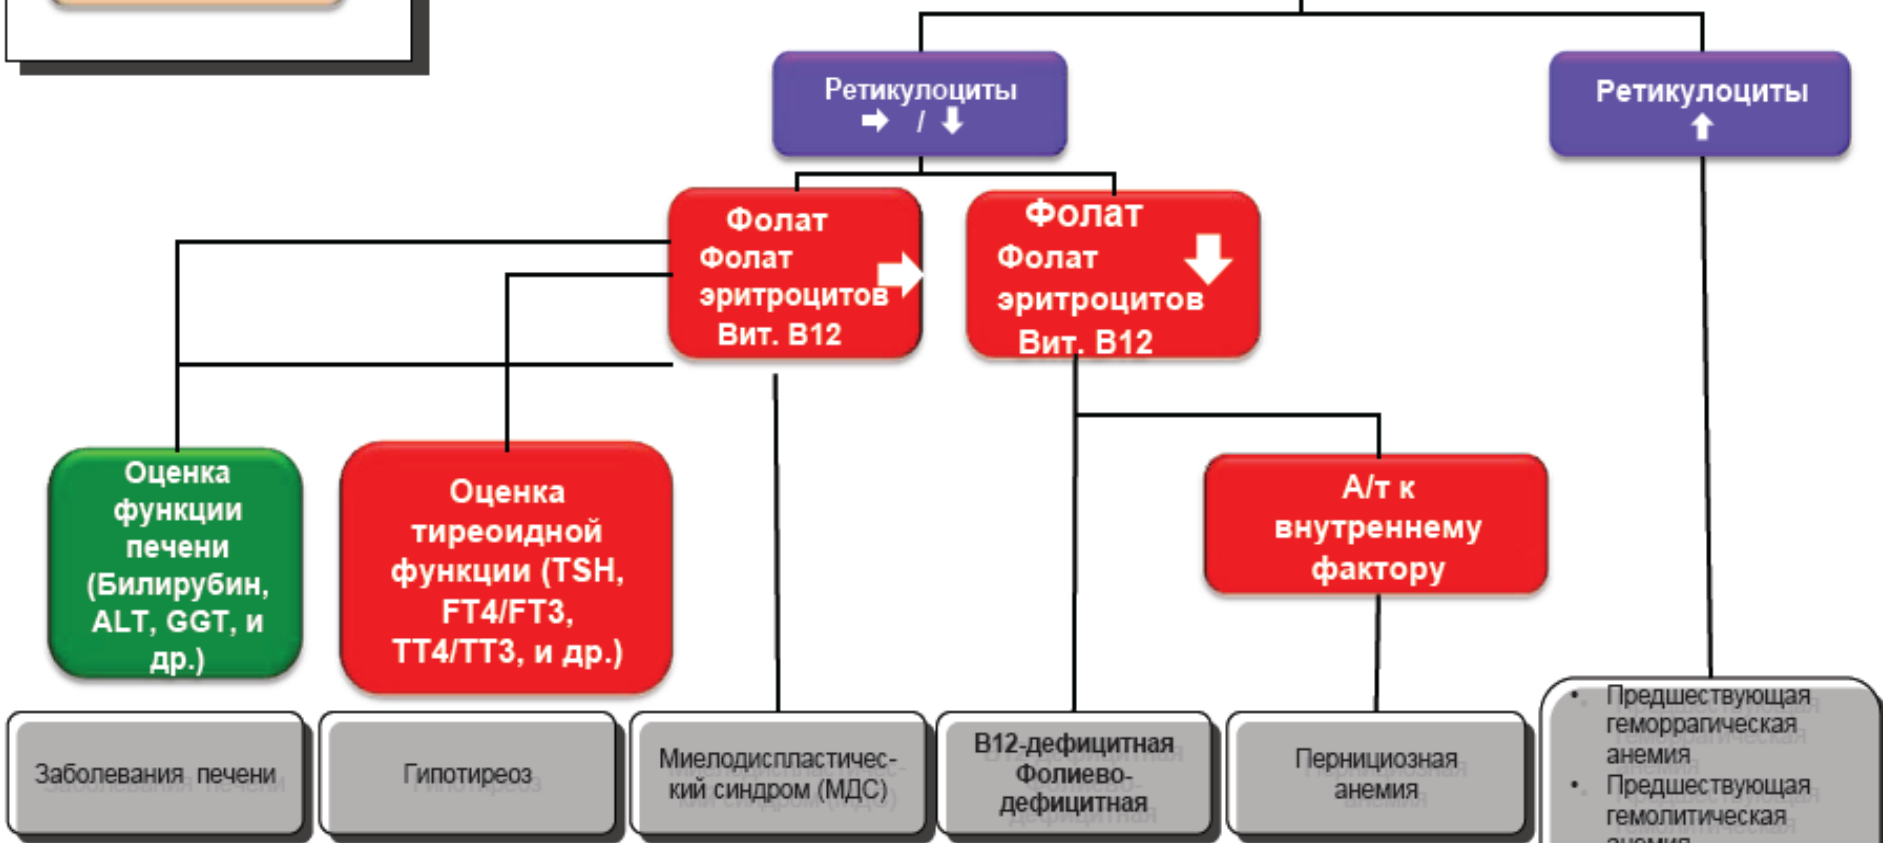 Ретикулоциты
/
Ретикулоциты
Фолат
Фолат
эритроцитов
Вит. В12
Фолат
Фолат
эритроцитов
Вит. В12
Оценка
функции
печени
(Билирубин,
ALT, GGT, и
др.)
Оценка
тиреоидной
функции (TSH,
FT4/FT3,
TT4/TT3, и др.)
А/т к
внутреннему
фактору
Заболевания печени
Гипотиреоз
Миелодиспластичес-
кий синдром (МДС)
В12-дефицитная
Фолиево-
дефицитная
Пернициозная
анемия
• Предшествующая
геморрагическая
анемия
• Предшествующая
гемолитическая
анемия